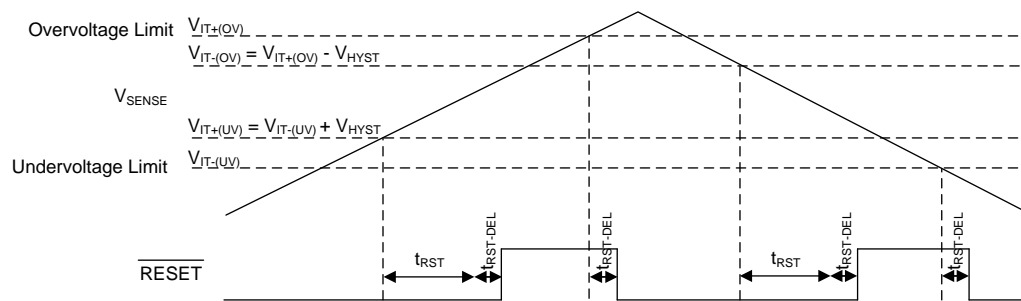 Overvoltage Limit V_IT+(OV)
V_IT-(OV) = V_IT+(OV) - V_HYST
V_SENSE
V_IT+(UV) = V_IT-(UV) + V_HYST
Undervoltage Limit V_IT-(UV)
t_RST t_RST-DEL t_RST-DEL t_RST t_RST-DEL t_RST-DEL
RESET